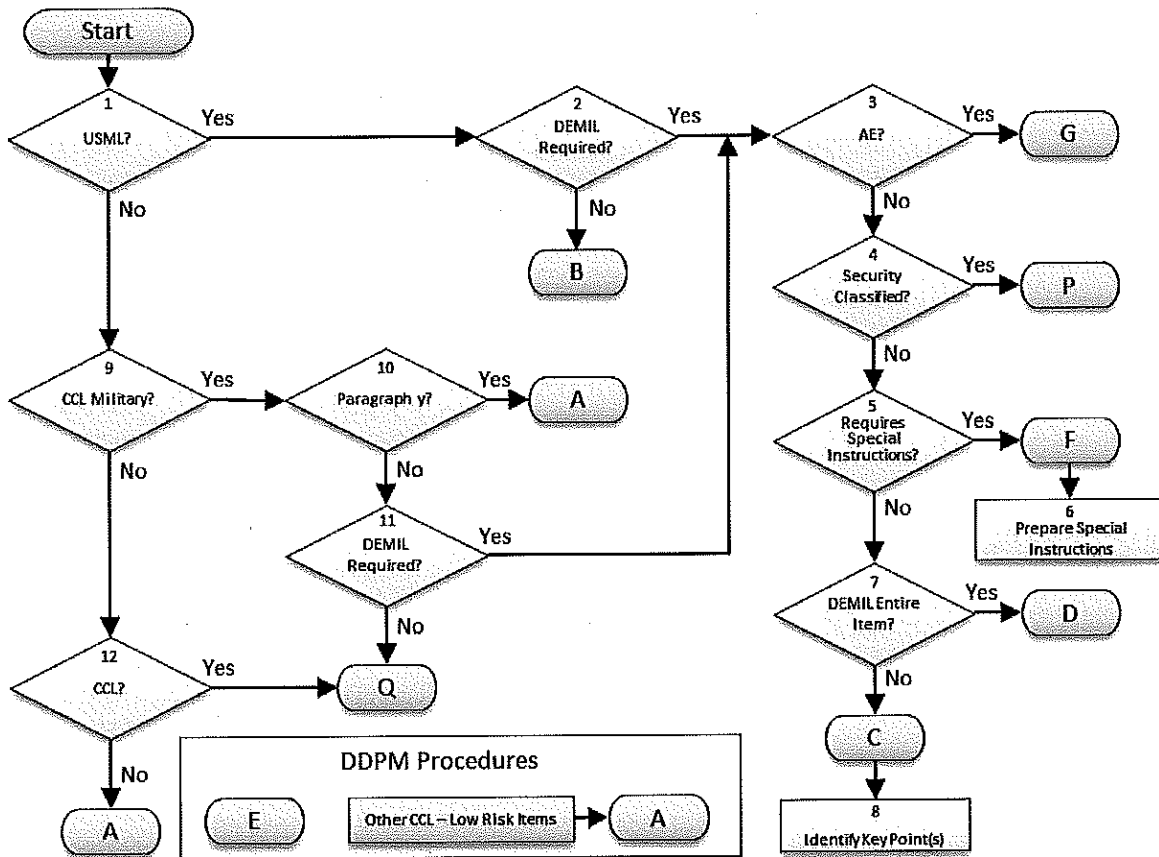 Start
1
USML?
Yes
No
2
DEMIL
Required?
Yes
No
B
3
AE?
Yes
G
No
4
Security
Classified?
Yes
P
No
5
Requires
Special
Instructions?
Yes
F
6
Prepare Special
Instructions
No
7
DEMIL Entire
Item?
Yes
D
No
C
8
Identify Key Point(s)
9
CCL Military?
Yes
No
10
Paragraph y?
Yes
A
No
11
DEMIL
Required?
Yes
No
Q
12
CCL?
Yes
No
A
DDPM Procedures
E
Other CCL – Low Risk Items
A